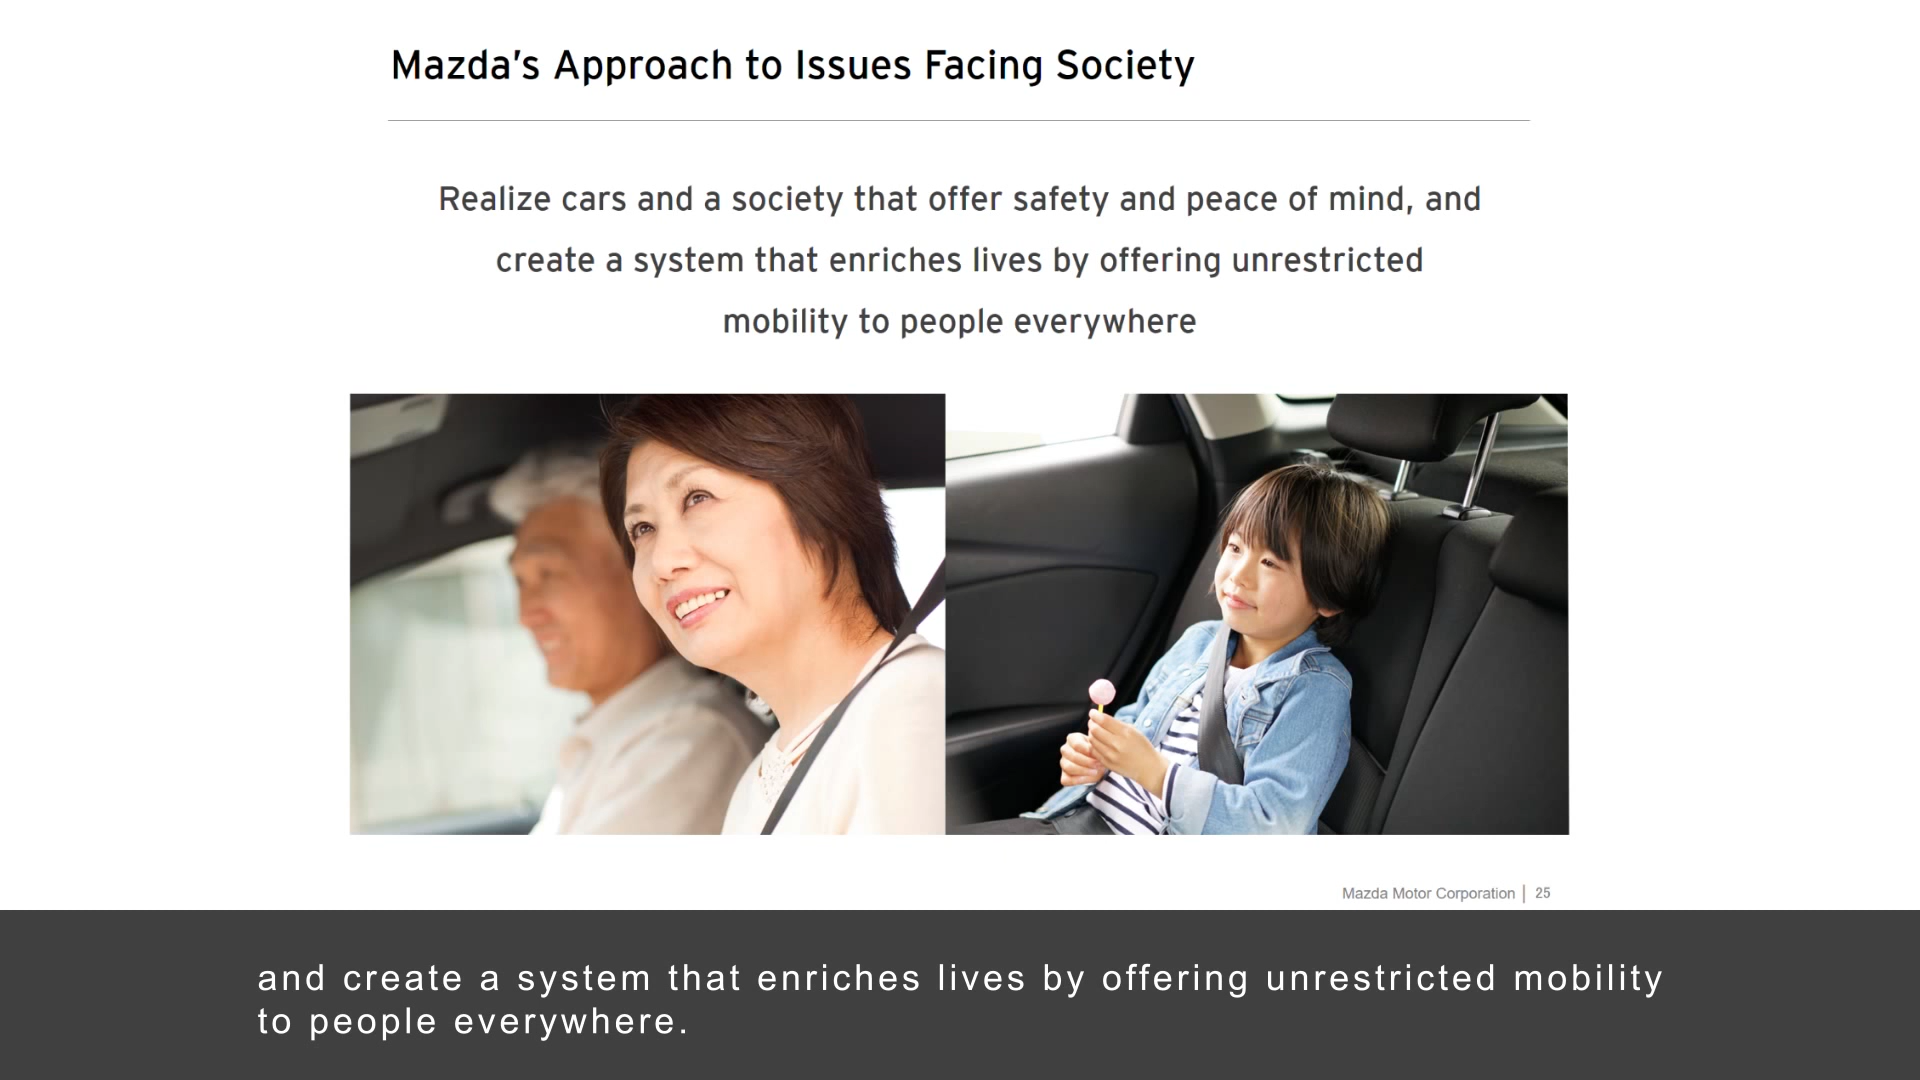 Mazda’s Approach to Issues Facing Society
Realize cars and a society that offer safety and peace of mind, and
create a system that enriches lives by offering unrestricted
mobility to people everywhere
Mazda Motor Corporation | 25
and create a system that enriches lives by offering unrestricted mobility
to people everywhere.